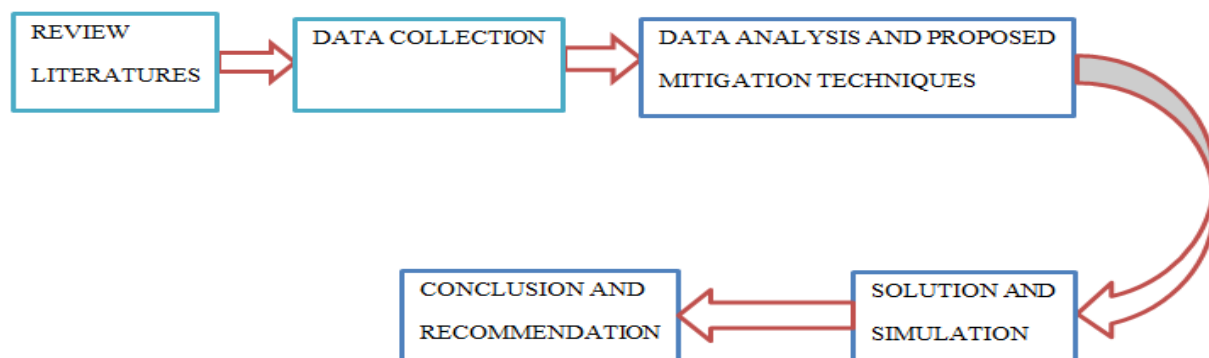 REVIEW
LITERATURES
DATA COLLECTION
DATA ANALYSIS AND PROPOSED
MITIGATION TECHNIQUES
SOLUTION AND
SIMULATION
CONCLUSION AND
RECOMMENDATION